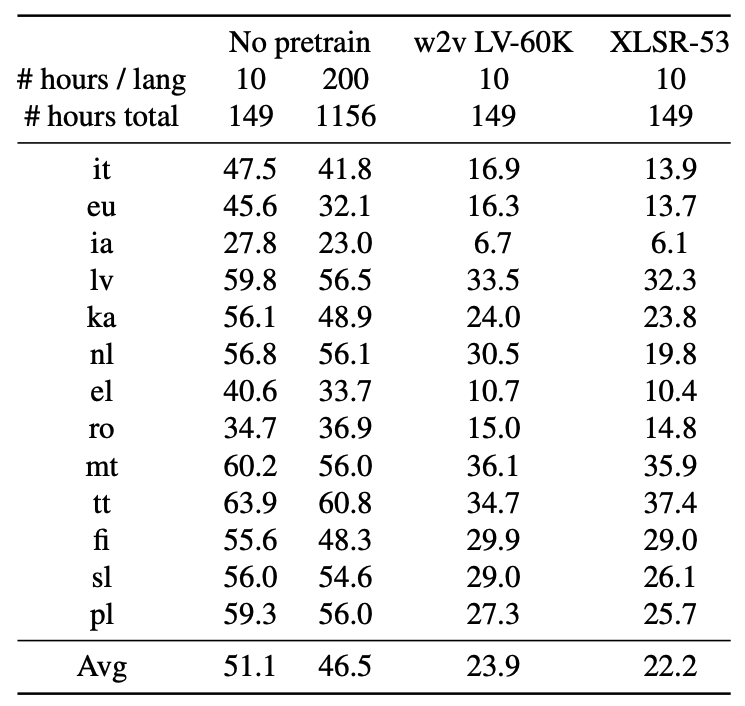 No pretrain w2v LV-60K XLSR-53
# hours / lang 10 200 10 10
# hours total 149 1156 149 149
it 47.5 41.8 16.9 13.9
eu 45.6 32.1 16.3 13.7
ia 27.8 23.0 6.7 6.1
lv 59.8 56.5 33.5 32.3
ka 56.1 48.9 24.0 23.8
nl 56.8 56.1 30.5 19.8
el 40.6 33.7 10.7 10.4
ro 34.7 36.9 15.0 14.8
mt 60.2 56.0 36.1 35.9
tt 63.9 60.8 34.7 37.4
fi 55.6 48.3 29.9 29.0
sl 56.0 54.6 29.0 26.1
pl 59.3 56.0 27.3 25.7
Avg 51.1 46.5 23.9 22.2